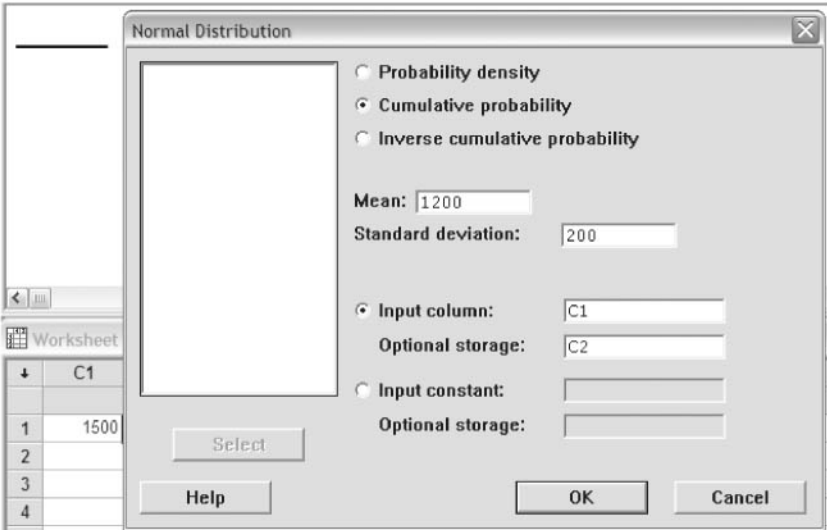 Normal Distribution
Probability density
Cumulative probability
Inverse cumulative probability
Mean: 1200
Standard deviation: 200
Input column: C1
Optional storage: C2
Input constant:
Optional storage:
Select
Help OK Cancel
Worksheet
C1
1 1500
2
3
4